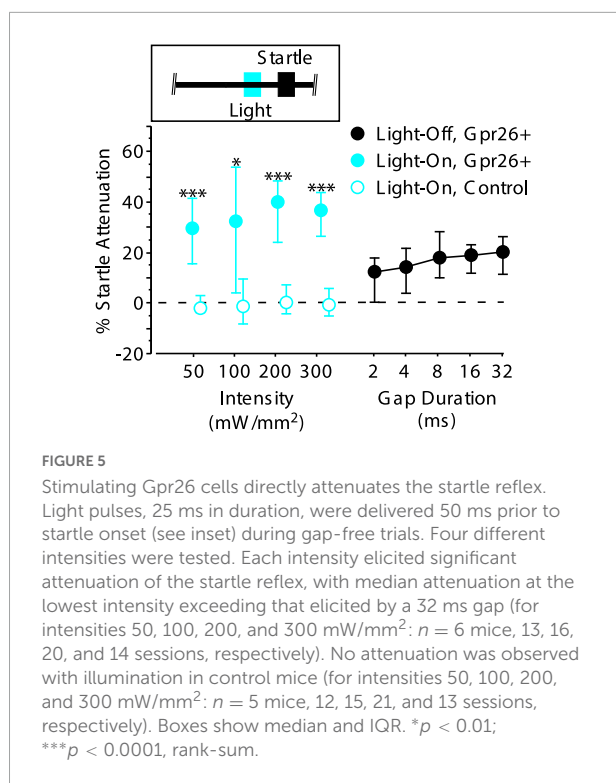 Startle
Light
Light-Off, Gpr26+
Light-On, Gpr26+
Light-On, Control
% Startle Attenuation
60
40
20
0
-20
***
*
***
***
50 100 200 300
Intensity
(mW/mm²)
2 4 8 16 32
Gap Duration
(ms)
FIGURE 5
Stimulating Gpr26 cells directly attenuates the startle reflex.
Light pulses, 25 ms in duration, were delivered 50 ms prior to
startle onset (see inset) during gap-free trials. Four different
intensities were tested. Each intensity elicited significant
attenuation of the startle reflex, with median attenuation at the
lowest intensity exceeding that elicited by a 32 ms gap (for
intensities 50, 100, 200, and 300 mW/mm²: n = 6 mice, 13, 16,
20, and 14 sessions, respectively). No attenuation was observed
with illumination in control mice (for intensities 50, 100, 200,
and 300 mW/mm²: n = 5 mice, 12, 15, 21, and 13 sessions,
respectively). Boxes show median and IQR. *p < 0.01;
***p < 0.0001, rank-sum.